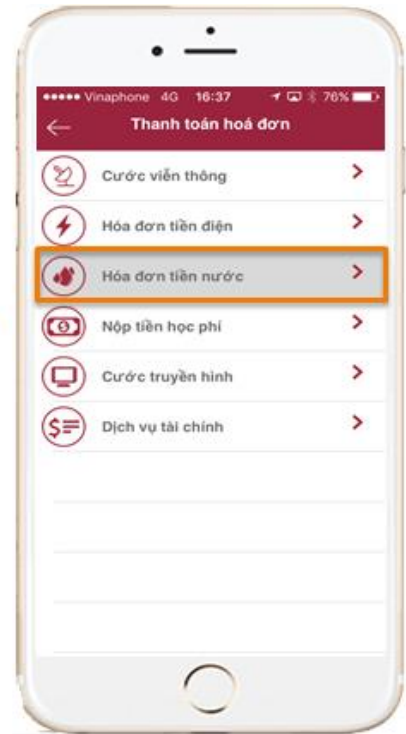 Vinaphone 4G 16:37 76%
Thanh toán hoá đơn
Cước viễn thông
Hóa đơn tiền điện
Hóa đơn tiền nước
Nộp tiền học phí
Cước truyền hình
Dịch vụ tài chính